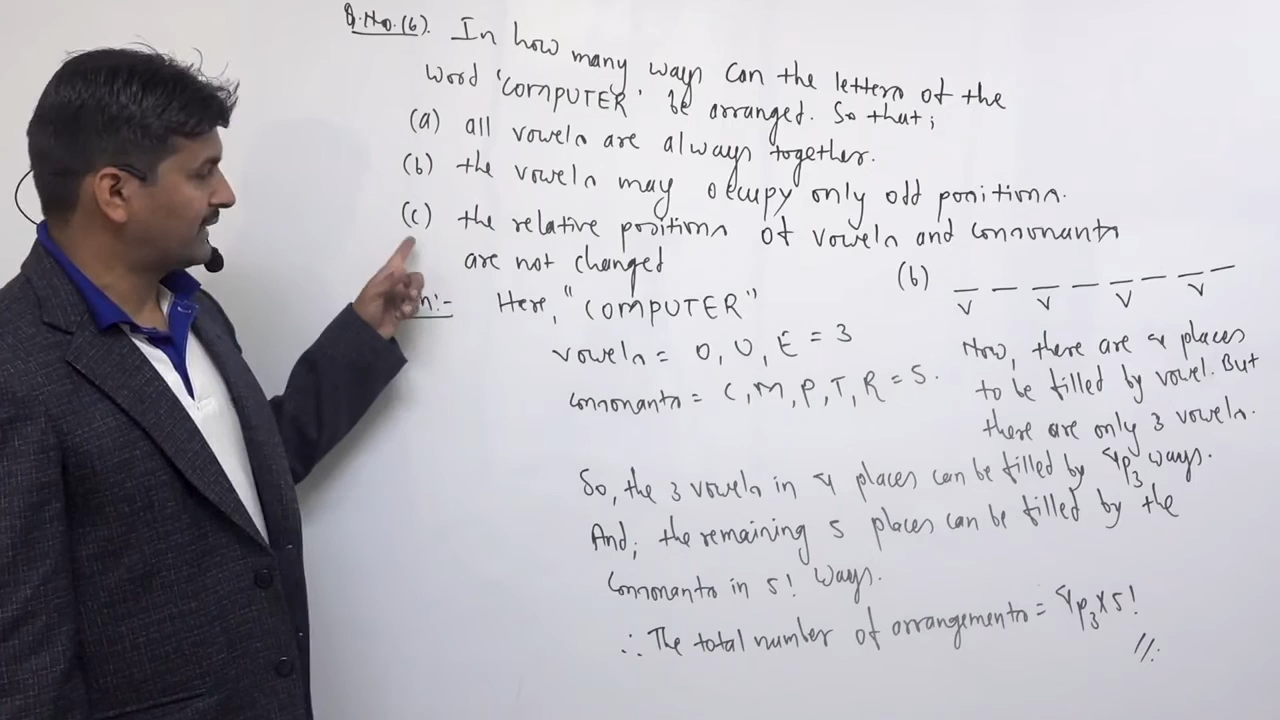 Q.No.(6). In how many ways can the letters of the
word 'COMPUTER' be arranged. So that;
(a) all vowels are always together.
(b) the vowels may occupy only odd positions.
(c) the relative positions of vowels and consonants
are not changed
n:- Here, "COMPUTER"
vowels = O, U, E = 3
consonants = C, M, P, T, R = 5.
(b) _ _ _ _ _ _ _ _
V V V V
Now, there are 4 places
to be filled by vowel. But
there are only 3 vowels.
So, the 3 vowels in 4 places can be filled by 4P3 ways.
And; the remaining 5 places can be filled by the
consonants in 5! ways.
∴ The total number of arrangements = 4P3 x 5!